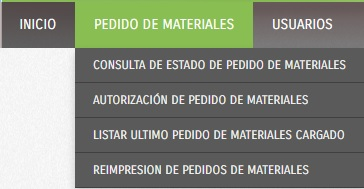 INICIO PEDIDO DE MATERIALES USUARIOS
CONSULTA DE ESTADO DE PEDIDO DE MATERIALES
AUTORIZACIÓN DE PEDIDO DE MATERIALES
LISTAR ULTIMO PEDIDO DE MATERIALES CARGADO
REIMPRESION DE PEDIDOS DE MATERIALES